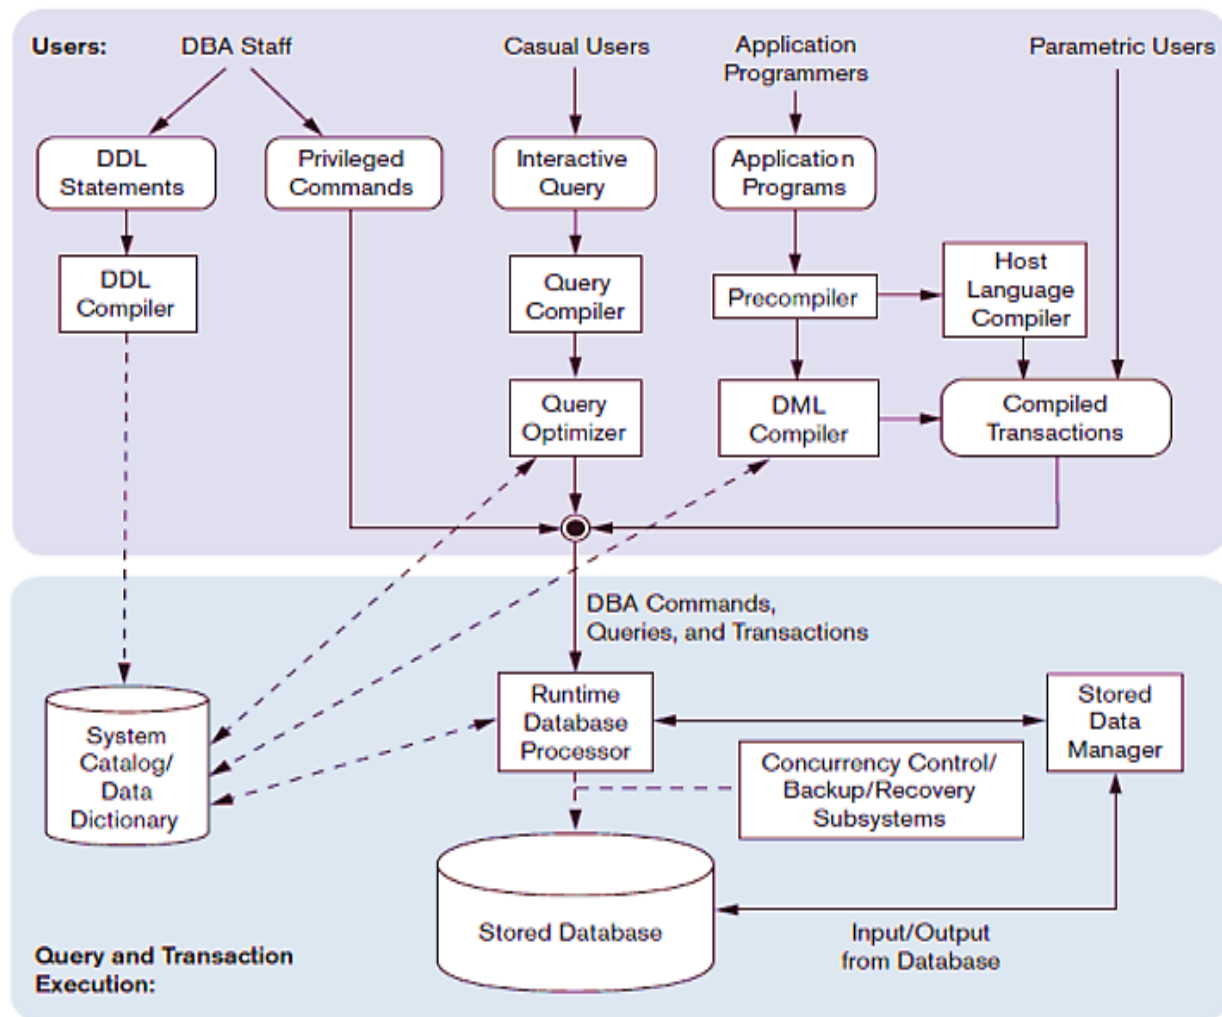 Users:
DBA Staff
Casual Users
Application
Programmers
Parametric Users
DDL
Statements
Privileged
Commands
Interactive
Query
Application
Programs
DDL
Compiler
Query
Compiler
Precompiler
Host
Language
Compiler
Query
Optimizer
DML
Compiler
Compiled
Transactions
DBA Commands,
Queries, and Transactions
System
Catalog/
Data
Dictionary
Runtime
Database
Processor
Stored
Data
Manager
Concurrency Control/
Backup/Recovery
Subsystems
Stored Database
Input/Output
from Database
Query and Transaction
Execution: